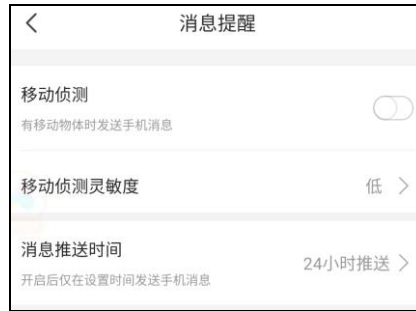 消息提醒
移动侦测
有移动物体时发送手机消息
移动侦测灵敏度 低
消息推送时间
24小时推送
开启后仅在设置时间发送手机消息